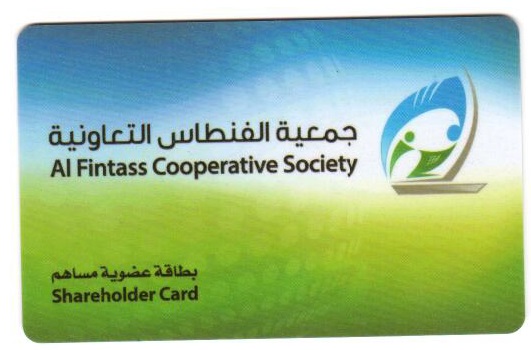 جمعية الفنطاس التعاونية
Al Fintass Cooperative Society
بطاقة عضوية مساهم
Shareholder Card